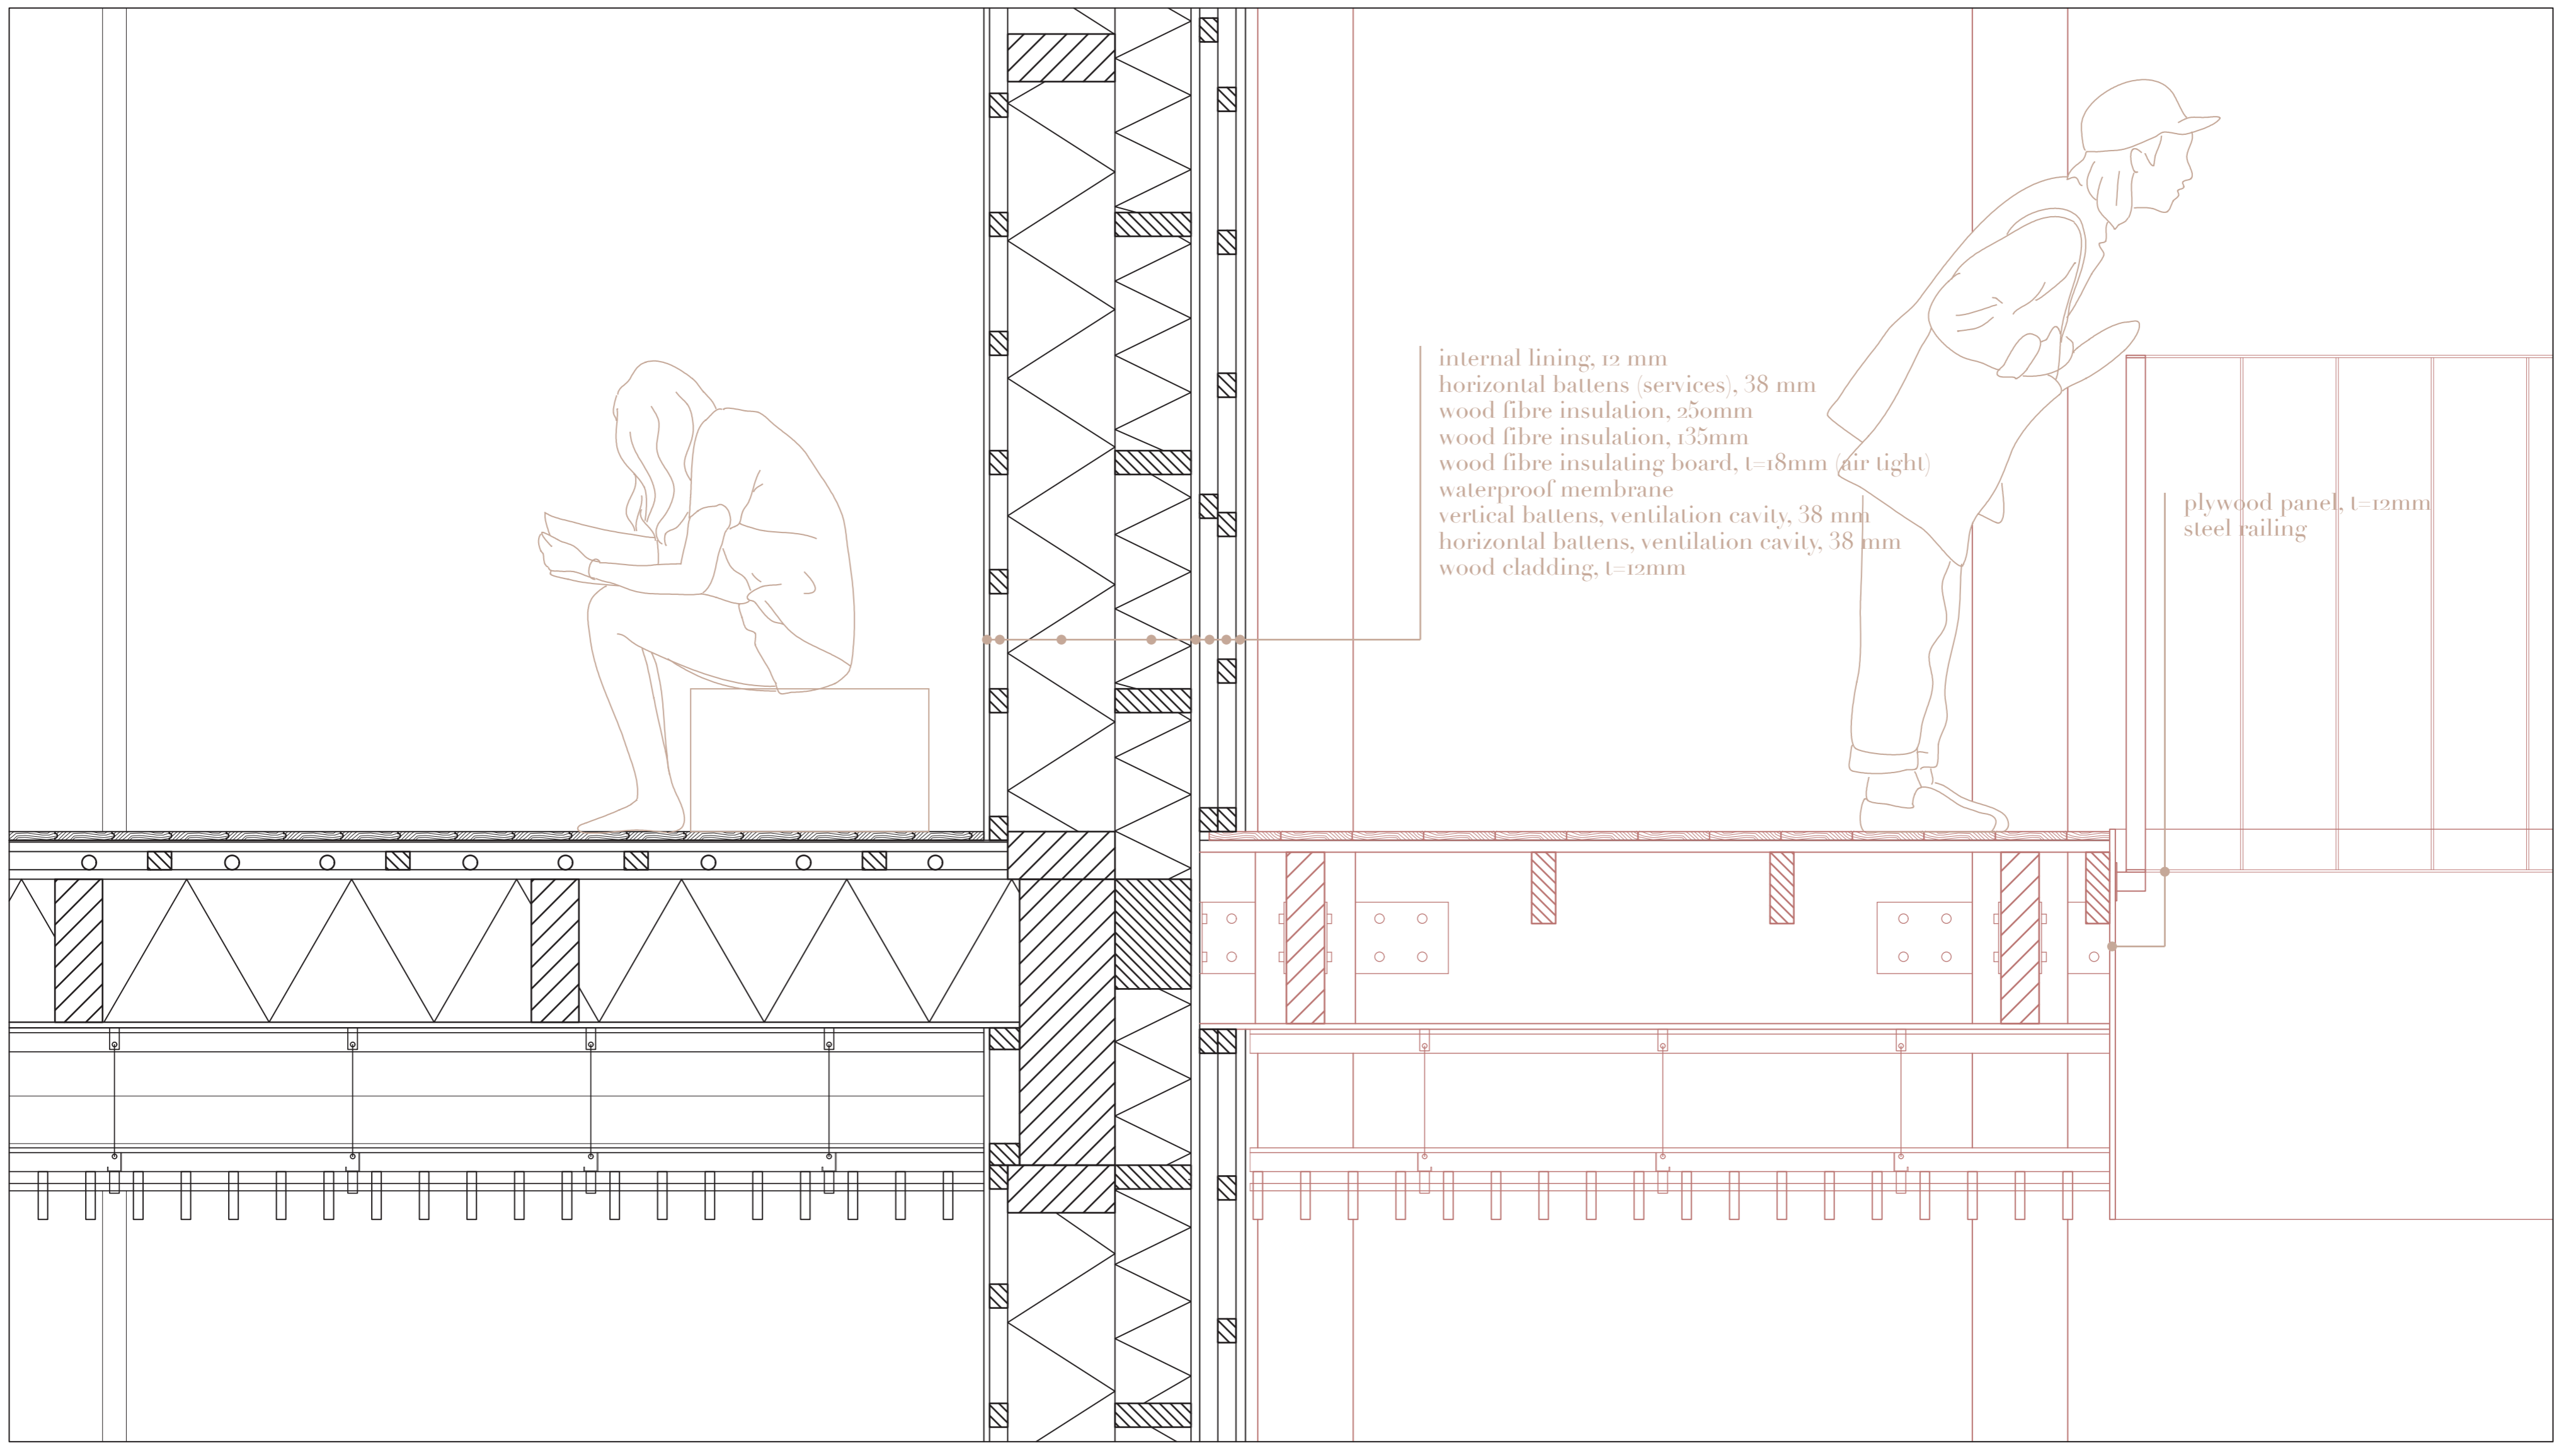 internal lining, 12 mm
horizontal battens (services), 38 mm
wood fibre insulation, 250mm
wood fibre insulation, 135mm
wood fibre insulating board, t=18mm (air tight)
waterproof membrane
vertical battens, ventilation cavity, 38 mm
horizontal battens, ventilation cavity, 38 mm
wood cladding, t=12mm
plywood panel, t=12mm
steel railing